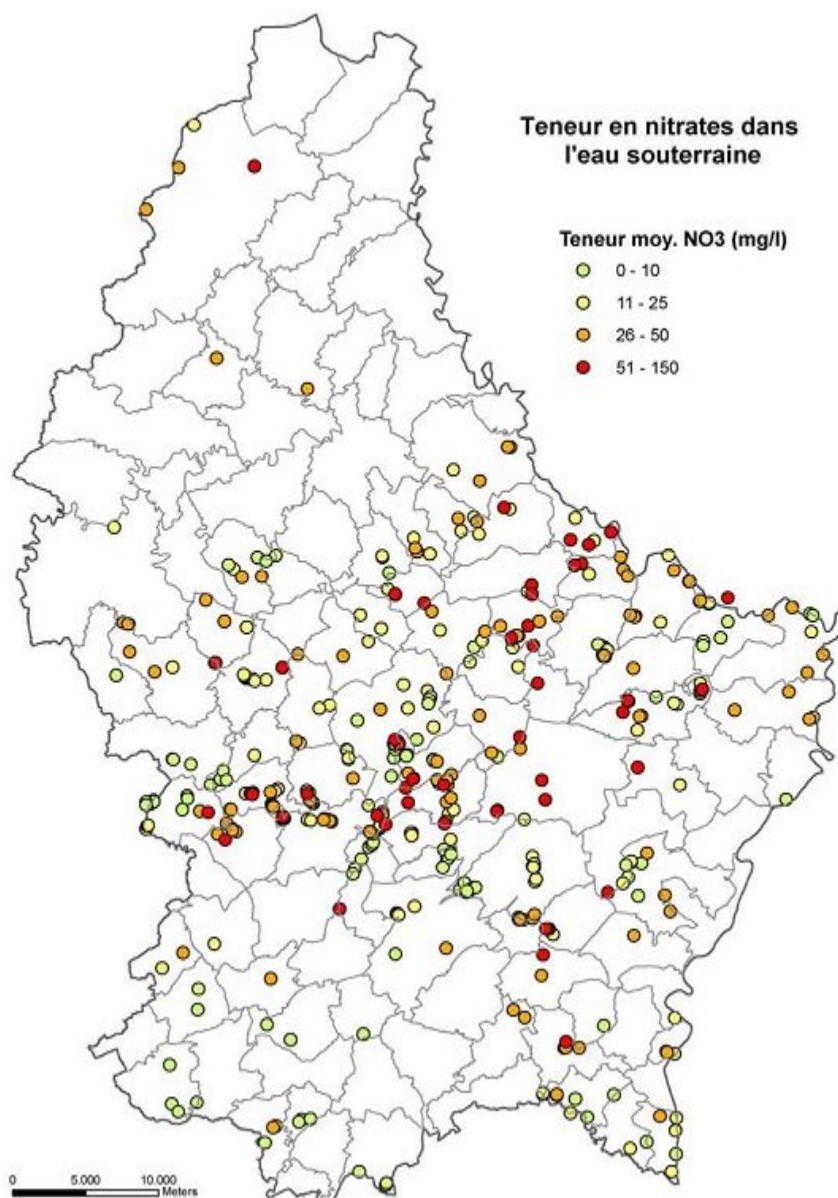 Teneur en nitrates dans
l'eau souterraine
Teneur moy. NO3 (mg/l)
0 - 10
11 - 25
26 - 50
51 - 150
0 5.000 10.000
Meters